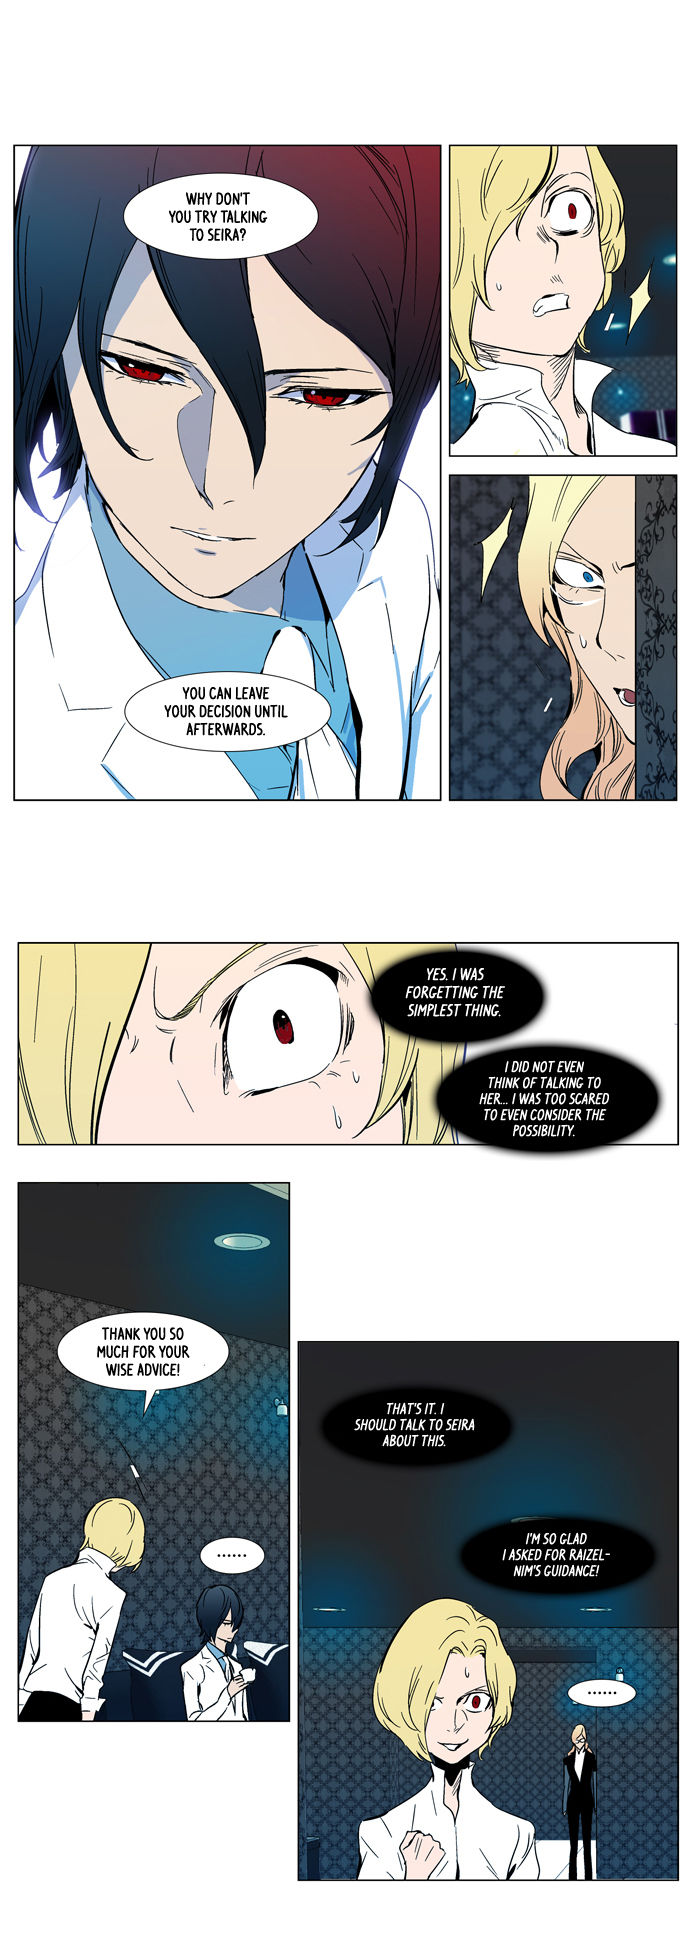 WHY DON'T
YOU TRY TALKING
TO SEIRA?
YOU CAN LEAVE
YOUR DECISION UNTIL
AFTERWARDS.
YES. I WAS
FORGETTING THE
SIMPLEST THING.
I DID NOT EVEN
THINK OF TALKING TO
HER... I WAS TOO SCARED
TO EVEN CONSIDER THE
POSSIBILITY.
THANK YOU SO
MUCH FOR YOUR
WISE ADVICE!
......
THAT'S IT. I
SHOULD TALK TO SEIRA
ABOUT THIS.
I'M SO GLAD
I ASKED FOR RAIZEL-
NIM'S GUIDANCE!
......